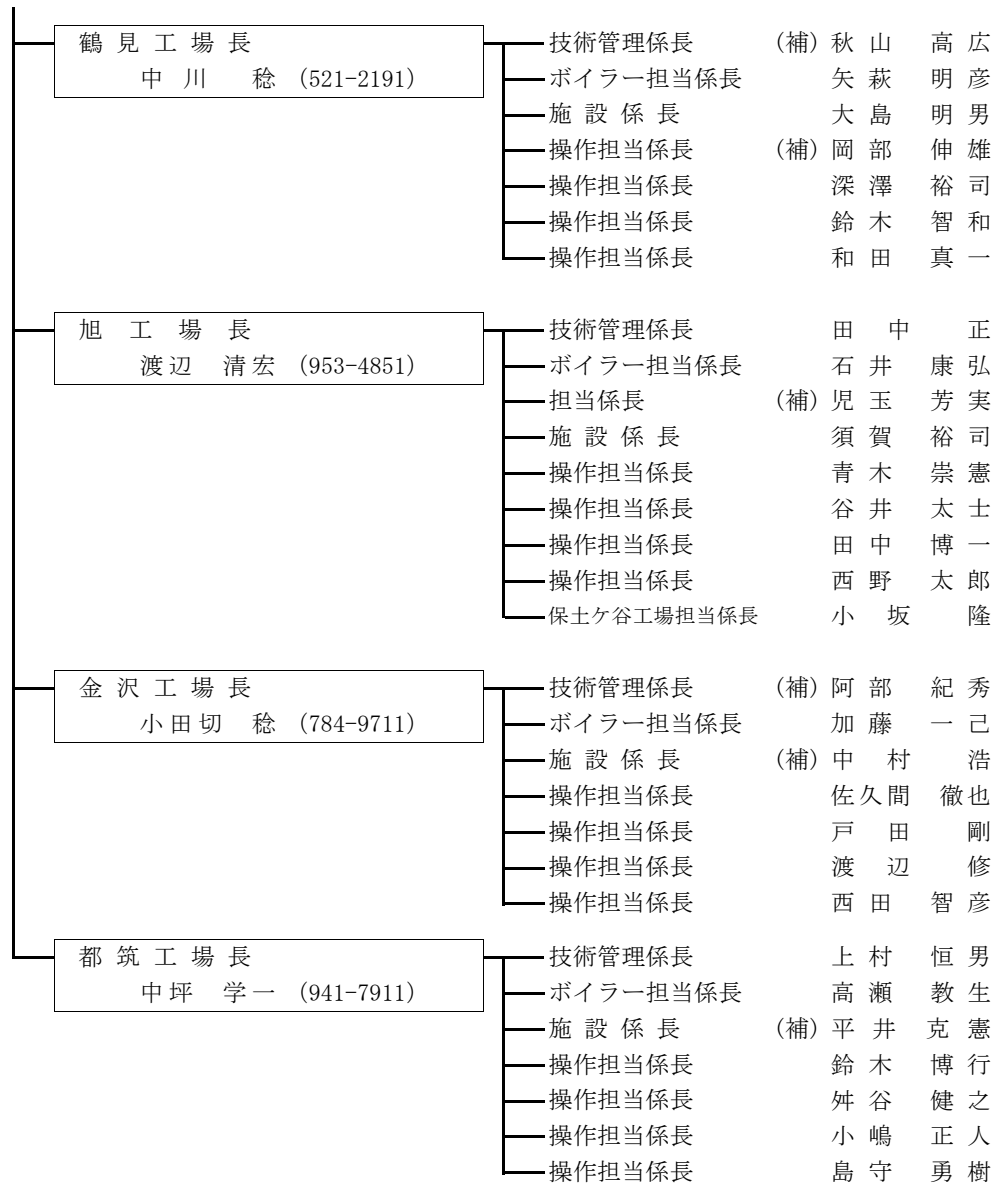 鶴見工場長 技術管理係長 (補) 秋山 高広
中川 稔 (521-2191) ボイラー担当係長 矢萩 明彦
施設係長 大島 明男
操作担当係長 (補) 岡部 伸雄
操作担当係長 深澤 裕司
操作担当係長 鈴木 智和
操作担当係長 和田 真一
旭工場長 技術管理係長 田中 正
渡辺 清宏 (953-4851) ボイラー担当係長 石井 康弘
担当係長 (補) 児玉 芳実
施設係長 須賀 裕司
操作担当係長 青木 崇憲
操作担当係長 谷井 太士
操作担当係長 田中 博一
操作担当係長 西野 太郎
保土ケ谷工場担当係長 小坂 隆
金沢工場長 技術管理係長 (補) 阿部 紀秀
小田切 稔 (784-9711) ボイラー担当係長 加藤 一己
施設係長 (補) 中村 浩
操作担当係長 佐久間 徹也
操作担当係長 戸田 剛
操作担当係長 渡辺 修
操作担当係長 西田 智彦
都筑工場長 技術管理係長 上村 恒男
中坪 学一 (941-7911) ボイラー担当係長 高瀬 教生
施設係長 (補) 平井 克憲
操作担当係長 鈴木 博行
操作担当係長 舛谷 健之
操作担当係長 小嶋 正人
操作担当係長 島守 勇樹